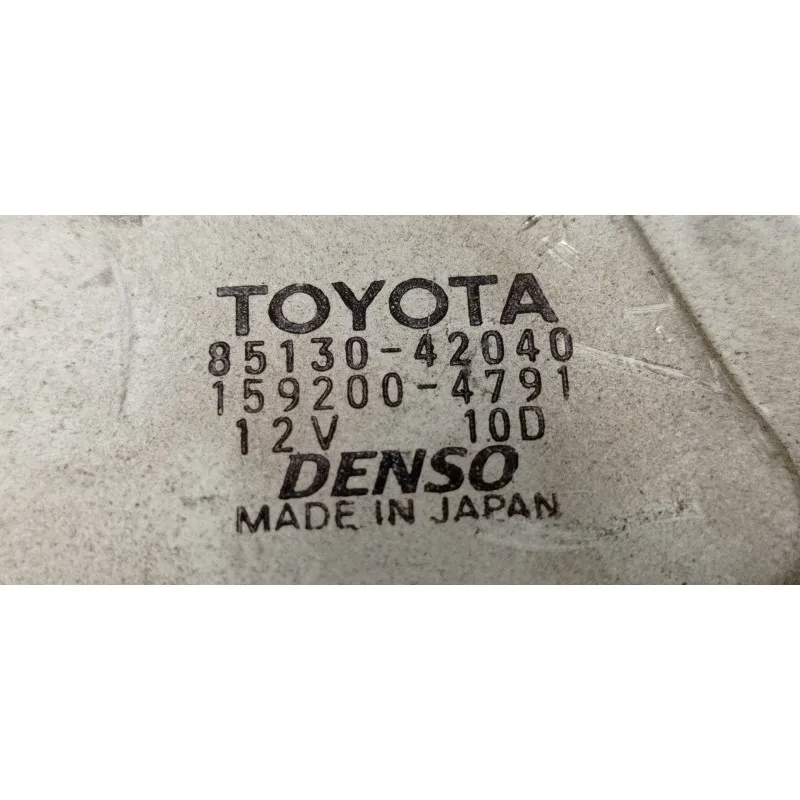 TOYOTA
85130-42040
159200-4791
12V 10D
DENSO
MADE IN JAPAN